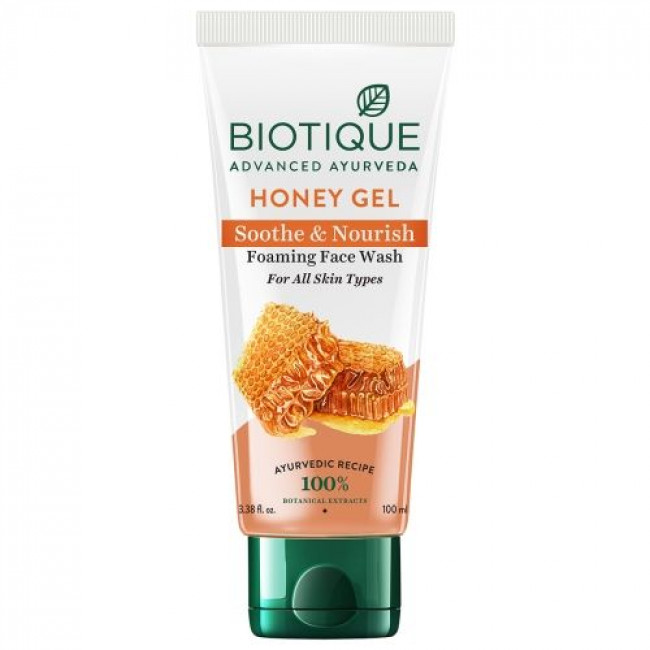 BIOTIQUE
ADVANCED AYURVEDA
HONEY GEL
Soothe & Nourish
Foaming Face Wash
For All Skin Types
AYURVEDIC RECIPE
100%
BOTANICAL EXTRACTS
3.38 fl. oz. 100 ml